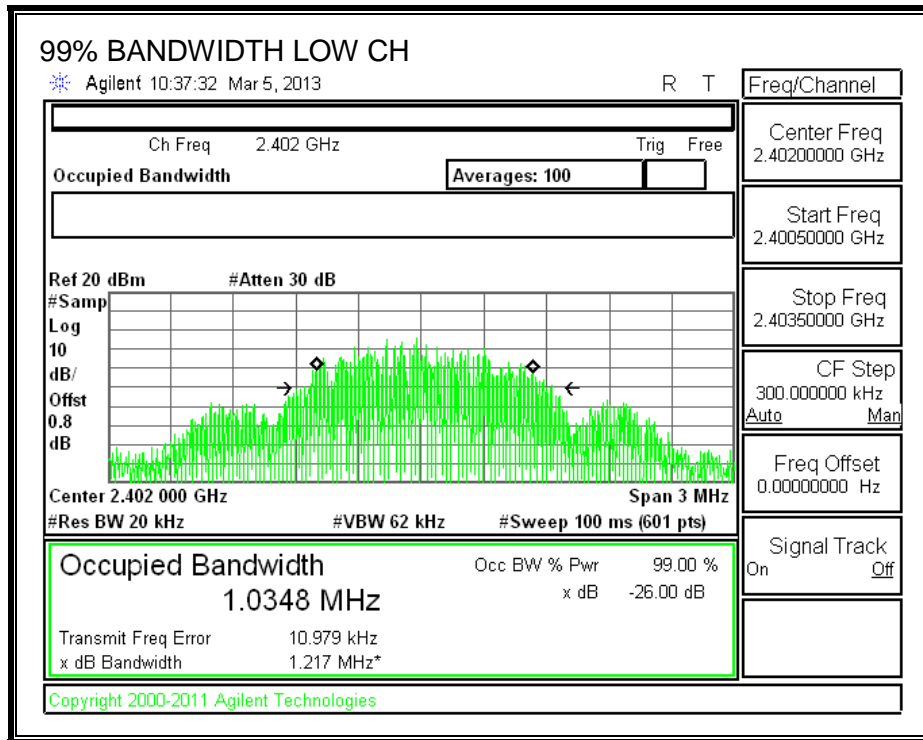 99% BANDWIDTH LOW CH
Agilent 10:37:32 Mar 5, 2013 R T
Freq/Channel
Ch Freq 2.402 GHz Trig Free
Occupied Bandwidth Averages: 100
Ref 20 dBm #Atten 30 dB
#Samp
Log
10
dB/
Offst
0.8
dB
Center 2.402 000 GHz Span 3 MHz
#Res BW 20 kHz #VBW 62 kHz #Sweep 100 ms (601 pts)
Occupied Bandwidth Occ BW % Pwr 99.00 %
1.0348 MHz x dB -26.00 dB
Transmit Freq Error 10.979 kHz
x dB Bandwidth 1.217 MHz*
Copyright 2000-2011 Agilent Technologies
Center Freq
2.40200000 GHz
Start Freq
2.40050000 GHz
Stop Freq
2.40350000 GHz
CF Step
300.000000 kHz
Auto Man
Freq Offset
0.00000000 Hz
Signal Track
On Off